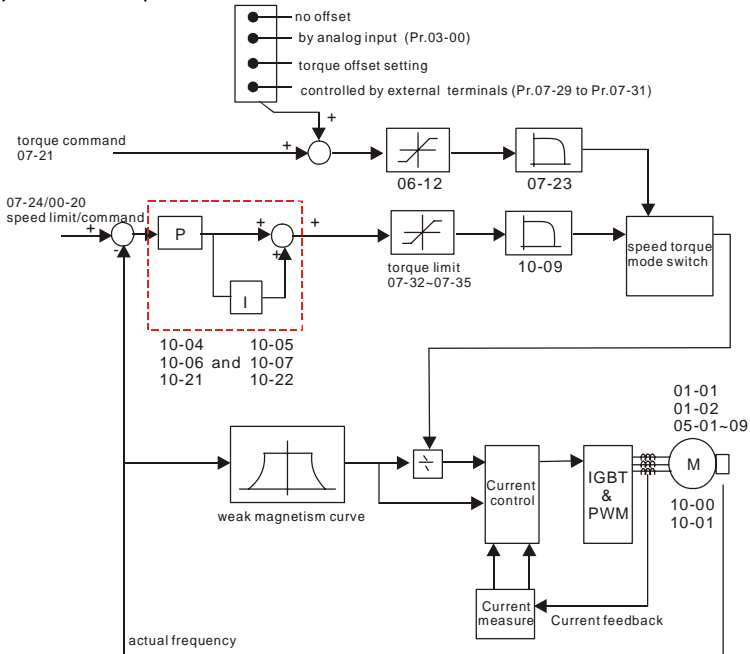 no offset
by analog input (Pr.03-00)
torque offset setting
controlled by external terminals (Pr.07-29 to Pr.07-31)
+
torque command
07-21
+
06-12
07-23
07-24/00-20
speed limit/command
+
-
P
+
+
+
I
torque limit
07-32~07-35
10-09
speed torque
mode switch
10-04 10-05
10-06 and 10-07
10-21 10-22
01-01
01-02
05-01~09
weak magnetism curve
÷
Current
control
IGBT
&
PWM
M
10-00
10-01
Current
measure
Current feedback
actual frequency